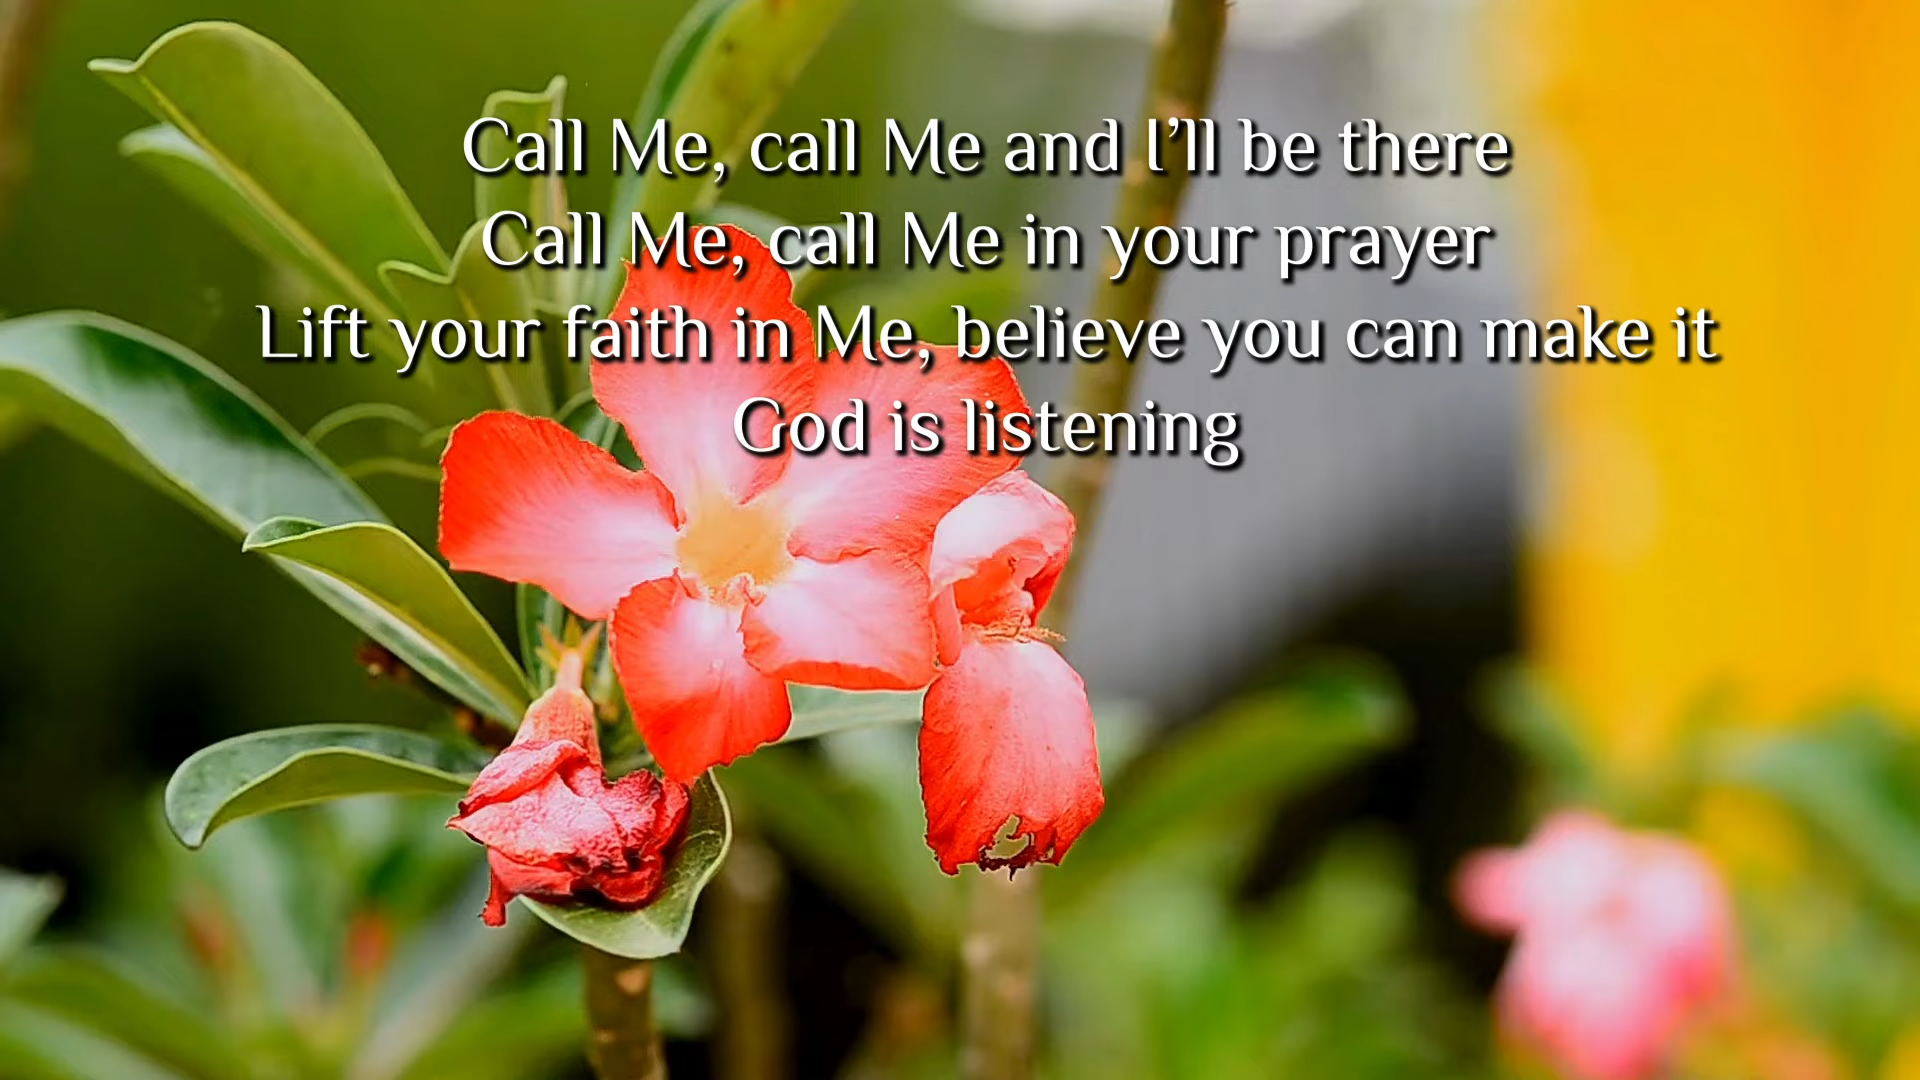 Call Me, call Me and I’ll be there
Call Me, call Me in your prayer
Lift your faith in Me, believe you can make it
God is listening